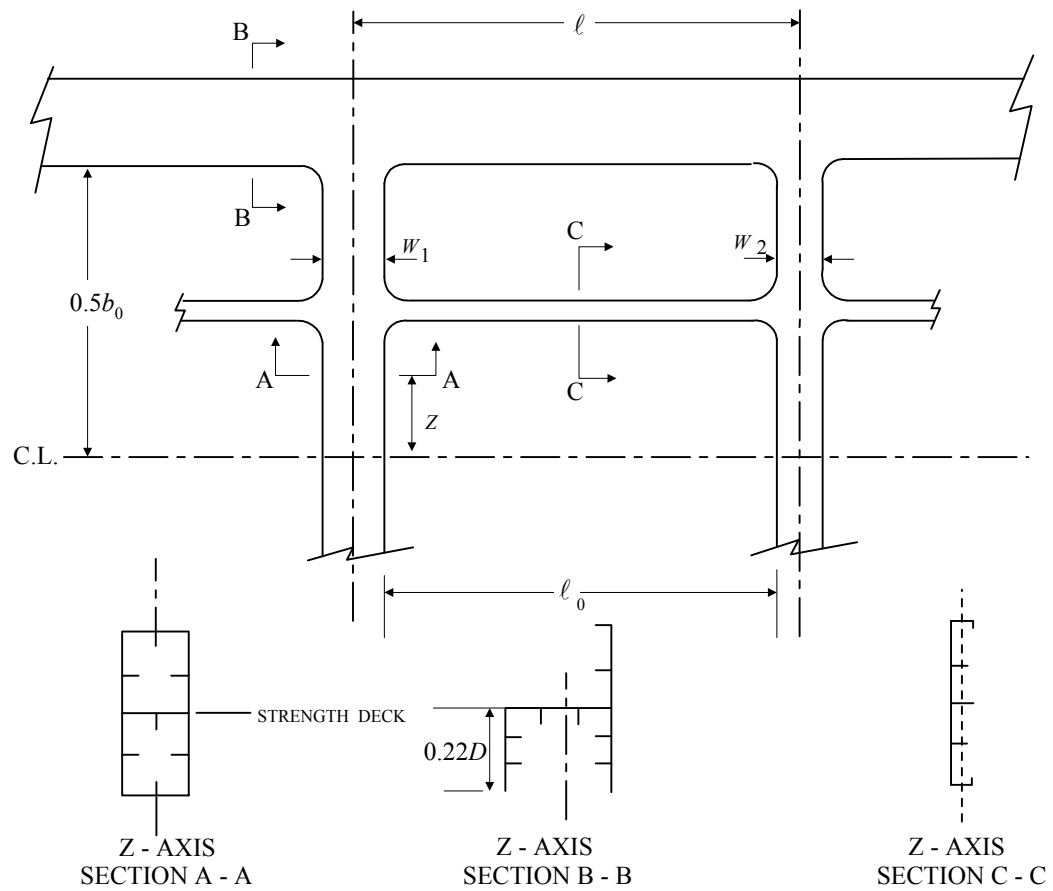 ℓ
B
B
C
W₁
W₂
0.5b₀
A
A
C
Z
C.L.
ℓ₀
STRENGTH DECK
0.22D
Z - AXIS
SECTION A - A
Z - AXIS
SECTION B - B
Z - AXIS
SECTION C - C